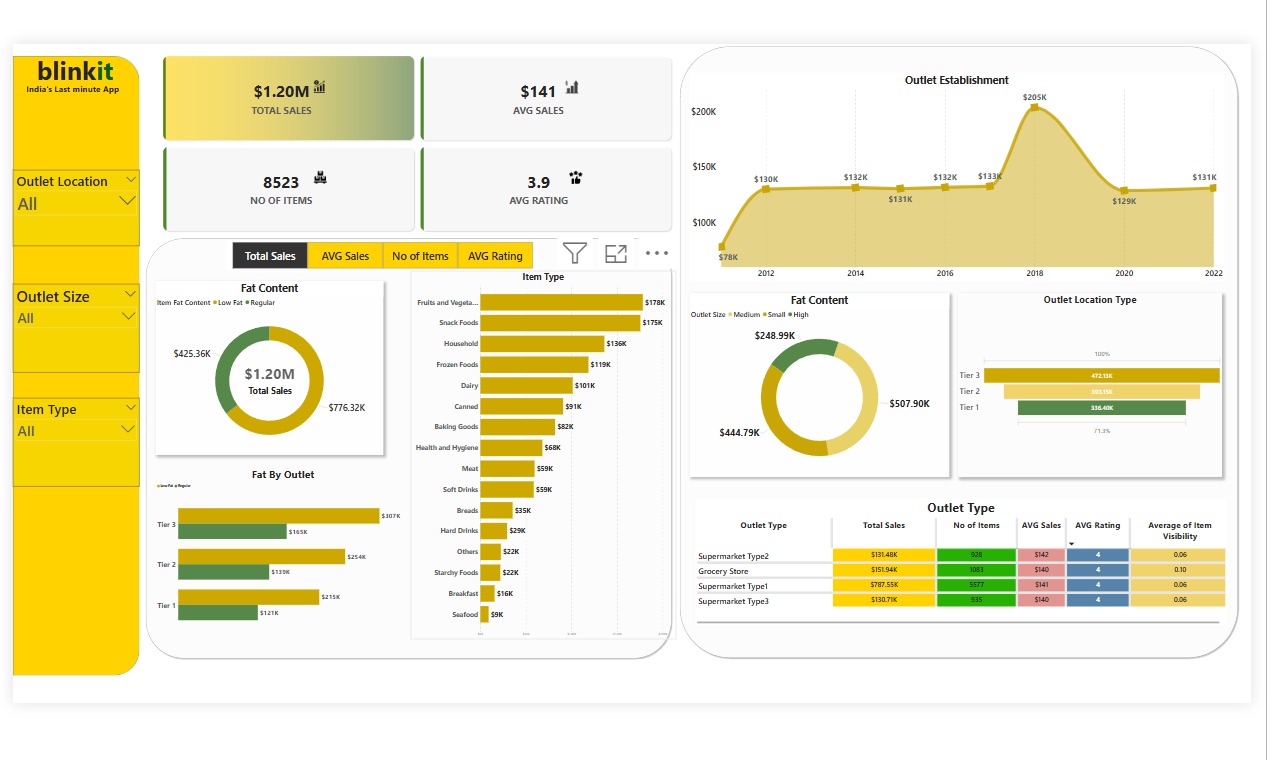 blinkit
India's Last minute App
Outlet Location
All
Outlet Size
All
Item Type
All
$1.20M
TOTAL SALES
$141
AVG SALES
8523
NO OF ITEMS
3.9
AVG RATING
Total Sales AVG Sales No of Items AVG Rating
Fat Content
Item Fat Content Low Fat Regular
$425.36K
$1.20M
Total Sales
$776.32K
Fat By Outlet
Low Fat Regular
Tier 3 $307K
$165K
Tier 2 $254K
$139K
Tier 1 $215K
$121K
Item Type
Fruits and Vegeta... $178K
Snack Foods $175K
Household $136K
Frozen Foods $119K
Dairy $101K
Canned $91K
Baking Goods $82K
Health and Hygiene $68K
Meat $59K
Soft Drinks $59K
Breads $35K
Hard Drinks $29K
Others $22K
Starchy Foods $22K
Breakfast $16K
Seafood $9K
Outlet Establishment
$200K
$150K
$100K
$78K
$130K
$132K
$131K
$132K
$133K
$205K
$129K
$131K
2012 2014 2016 2018 2020 2022
Fat Content
Outlet Size Medium Small High
$248.99K
$507.90K
$444.79K
Outlet Location Type
100%
Tier 3 472.13K
Tier 2 393.15K
Tier 1 336.40K
71.3%
Outlet Type
Outlet Type Total Sales No of Items AVG Sales AVG Rating Average of Item Visibility
Supermarket Type2 $131.48K 928 $142 4 0.06
Grocery Store $151.94K 1083 $140 4 0.10
Supermarket Type1 $787.55K 5577 $141 4 0.06
Supermarket Type3 $130.71K 935 $140 4 0.06